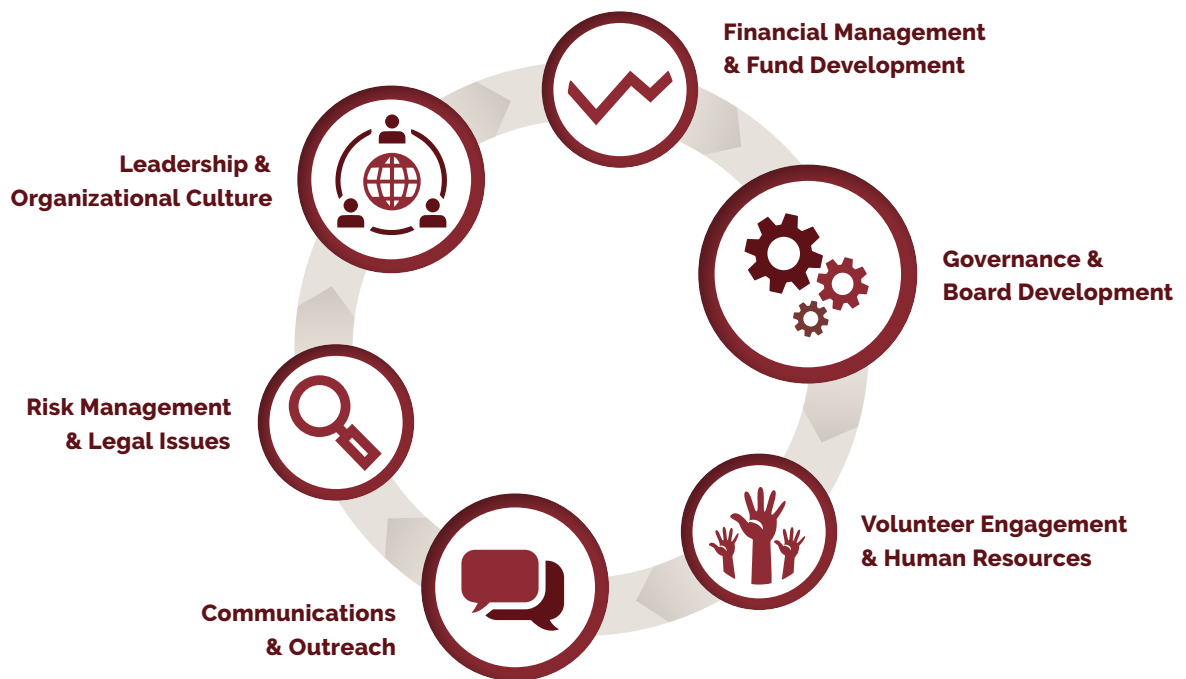 Financial Management
& Fund Development
Leadership &
Organizational Culture
Governance &
Board Development
Risk Management
& Legal Issues
Volunteer Engagement
& Human Resources
Communications
& Outreach